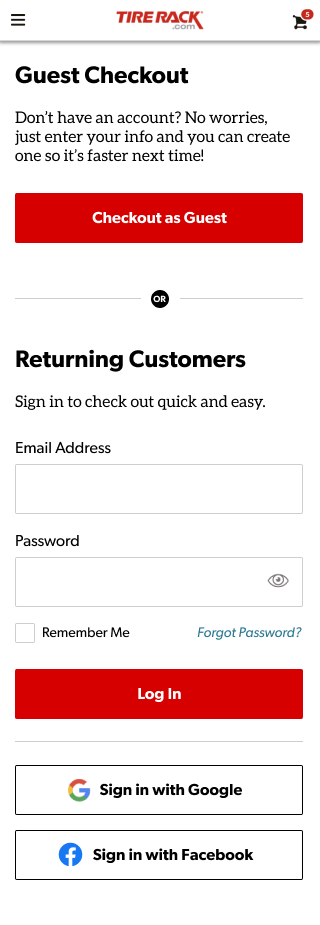 TIRE RACK
.com
5
Guest Checkout
Don’t have an account? No worries,
just enter your info and you can create
one so it’s faster next time!
Checkout as Guest
OR
Returning Customers
Sign in to check out quick and easy.
Email Address
Password
Remember Me
Forgot Password?
Log In
Sign in with Google
Sign in with Facebook